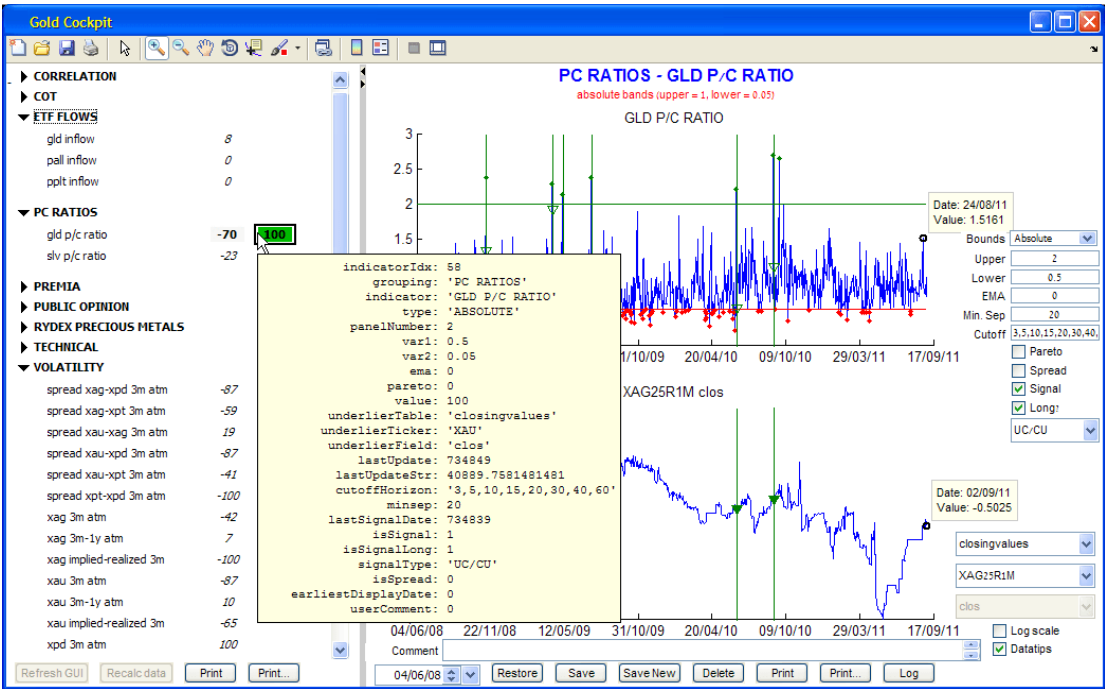 Gold Cockpit
CORRELATION
COT
ETF FLOWS
gld inflow 8
pall inflow 0
pplt inflow 0
PC RATIOS
gld p/c ratio -70 100
slv p/c ratio -23
PREMIA
PUBLIC OPINION
RYDEX PRECIOUS METALS
TECHNICAL
VOLATILITY
spread xag-xpd 3m atm -87
spread xag-xpt 3m atm -59
spread xau-xag 3m atm 19
spread xau-xpd 3m atm -87
spread xau-xpt 3m atm -41
spread xpt-xpd 3m atm -100
xag 3m atm -42
xag 3m-1y atm 7
xag implied-realized 3m -100
xau 3m atm -87
xau 3m-1y atm 10
xau implied-realized 3m -65
xpd 3m atm 100
Refresh GUI Recalc data Print Print...
indicatorIdx: 58
grouping: 'PC RATIOS'
indicator: 'GLD P/C RATIO'
type: 'ABSOLUTE'
panelNumber: 2
var1: 0.5
var2: 0.05
ema: 0
pareto: 0
value: 100
underlierTable: 'closingvalues'
underlierTicker: 'XAU'
underlierField: 'clos'
lastUpdate: 734849
lastUpdateStr: 40889.7581481481
cutoffHorizon: '3,5,10,15,20,30,40,60'
minsep: 20
lastSignalDate: 734839
isSignal: 1
isSignalLong: 1
signalType: 'UC/CU'
isSpread: 0
earliestDisplayDate: 0
userComment: 0
PC RATIOS - GLD P/C RATIO
absolute bands (upper = 1, lower = 0.05)
GLD P/C RATIO
3
2.5
2
1.5
Date: 24/08/11
Value: 1.5161
1/10/09 20/04/10 09/10/10 29/03/11 17/09/11
Bounds Absolute
Upper 2
Lower 0.5
EMA 0
Min. Sep 20
Cutoff 3,5,10,15,20,30,40,
Pareto
Spread
Signal
Long?
UC/CU
XAG25R1M clos
Date: 02/09/11
Value: -0.5025
closingvalues
XAG25R1M
clos
04/06/08 22/11/08 12/05/09 31/10/09 20/04/10 09/10/10 29/03/11 17/09/11
Log scale
Datatips
Comment
04/06/08 Restore Save Save New Delete Print Print... Log